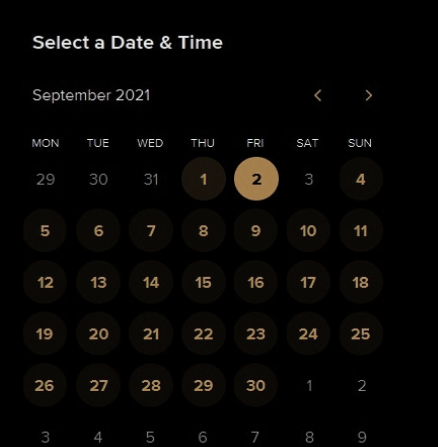 Select a Date & Time
September 2021
MON TUE WED THU FRI SAT SUN
29 30 31 1 2 3 4
5 6 7 8 9 10 11
12 13 14 15 16 17 18
19 20 21 22 23 24 25
26 27 28 29 30 1 2
3 4 5 6 7 8 9